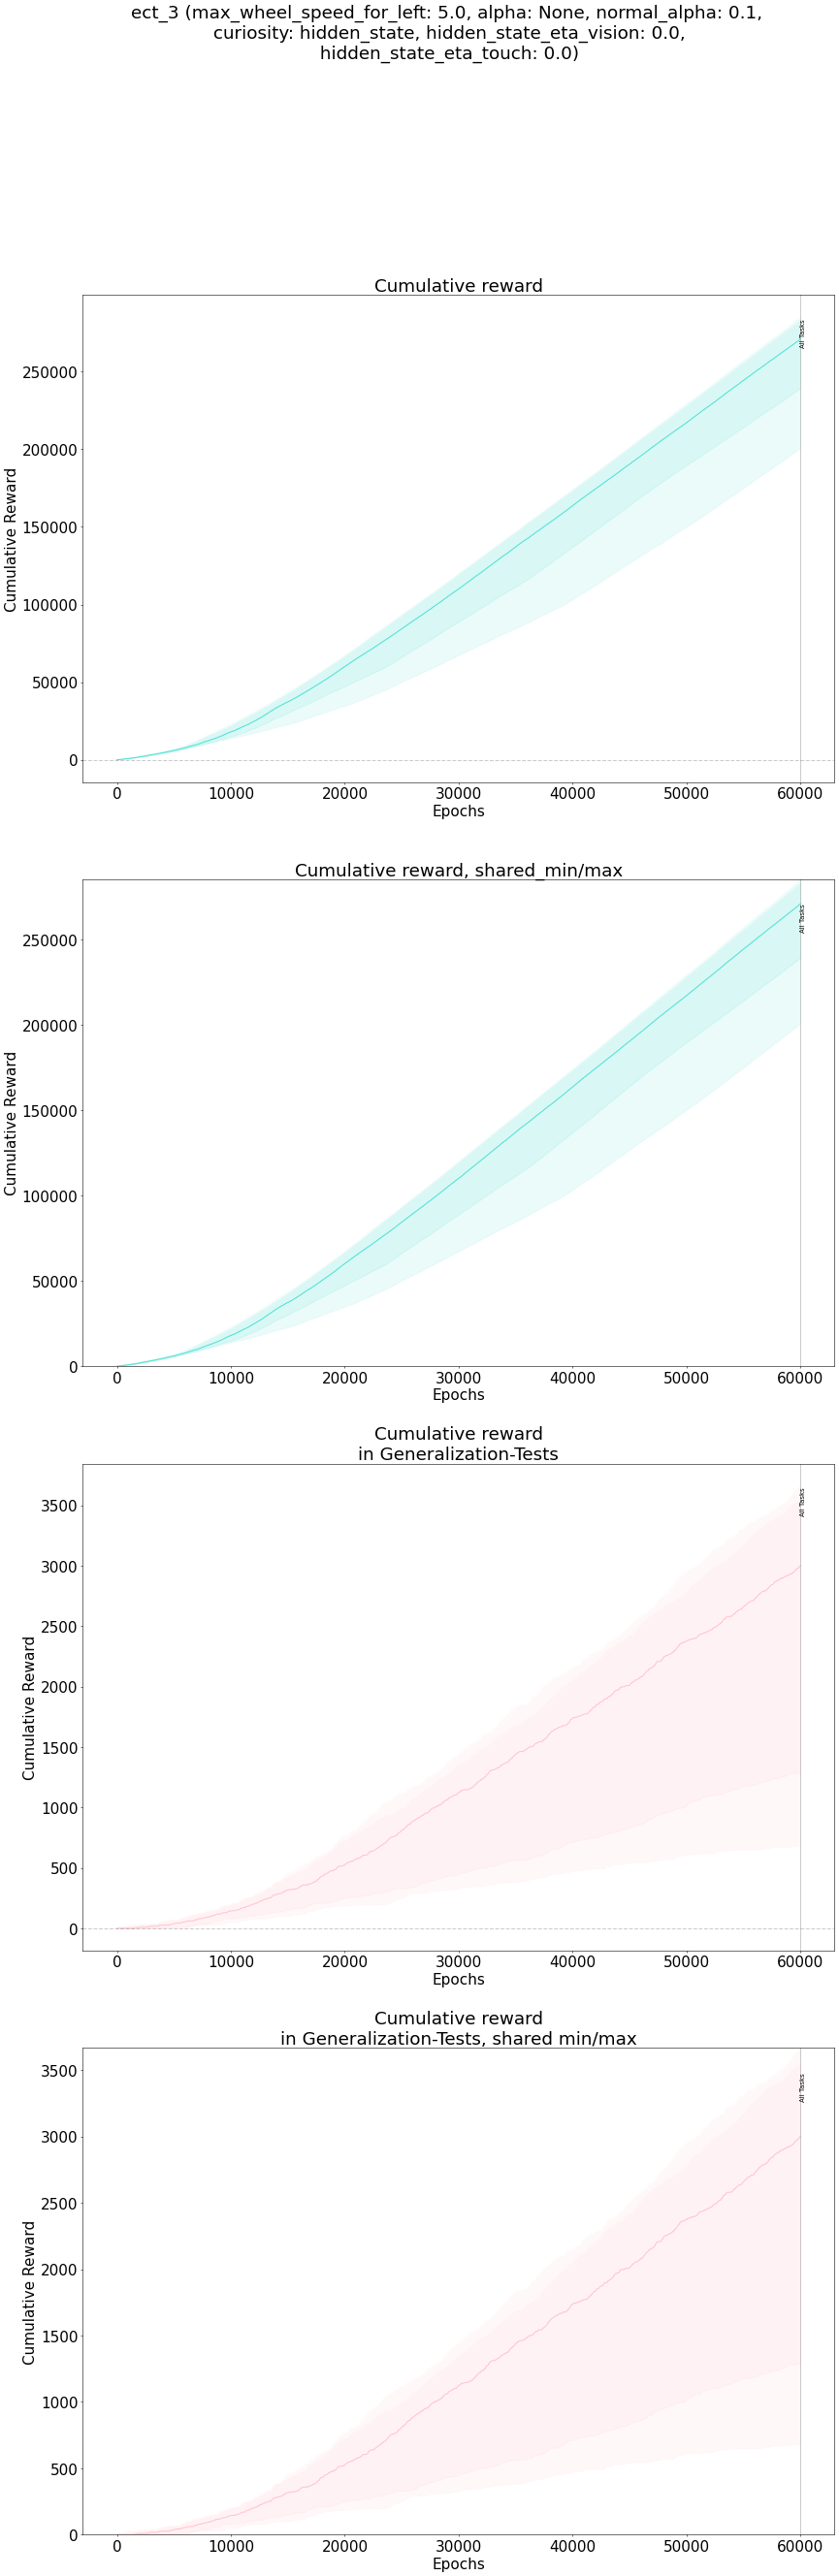 ect_3 (max_wheel_speed_for_left: 5.0, alpha: None, normal_alpha: 0.1,
curiosity: hidden_state, hidden_state_eta_vision: 0.0,
hidden_state_eta_touch: 0.0)
Cumulative reward
All Tasks
250000
200000
150000
100000
50000
0
Cumulative Reward
0 10000 20000 30000 40000 50000 60000
Epochs
Cumulative reward, shared_min/max
All Tasks
250000
200000
150000
100000
50000
0
Cumulative Reward
0 10000 20000 30000 40000 50000 60000
Epochs
Cumulative reward
in Generalization-Tests
All Tasks
3500
3000
2500
2000
1500
1000
500
0
Cumulative Reward
0 10000 20000 30000 40000 50000 60000
Epochs
Cumulative reward
in Generalization-Tests, shared min/max
All Tasks
3500
3000
2500
2000
1500
1000
500
0
Cumulative Reward
0 10000 20000 30000 40000 50000 60000
Epochs